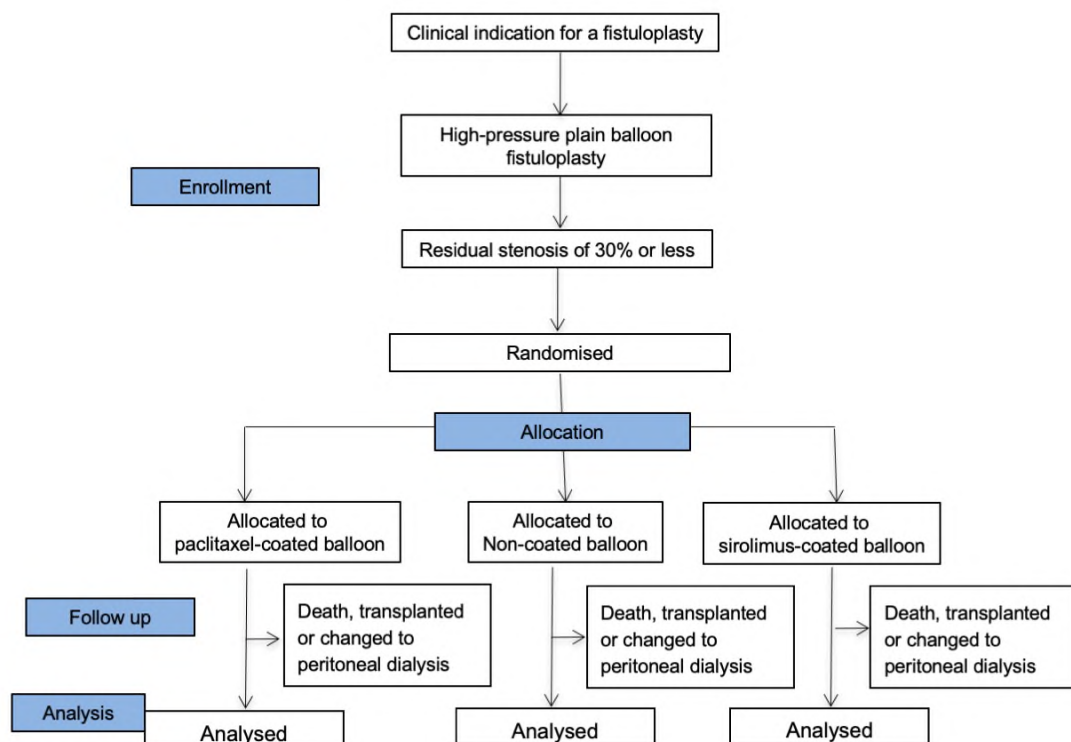 Clinical indication for a fistuloplasty
High-pressure plain balloon
fistuloplasty
Enrollment
Residual stenosis of 30% or less
Randomised
Allocation
Allocated to
paclitaxel-coated balloon
Allocated to
Non-coated balloon
Allocated to
sirolimus-coated balloon
Follow up
Death, transplanted
or changed to
peritoneal dialysis
Death, transplanted
or changed to
peritoneal dialysis
Death, transplanted
or changed to
peritoneal dialysis
Analysis
Analysed
Analysed
Analysed